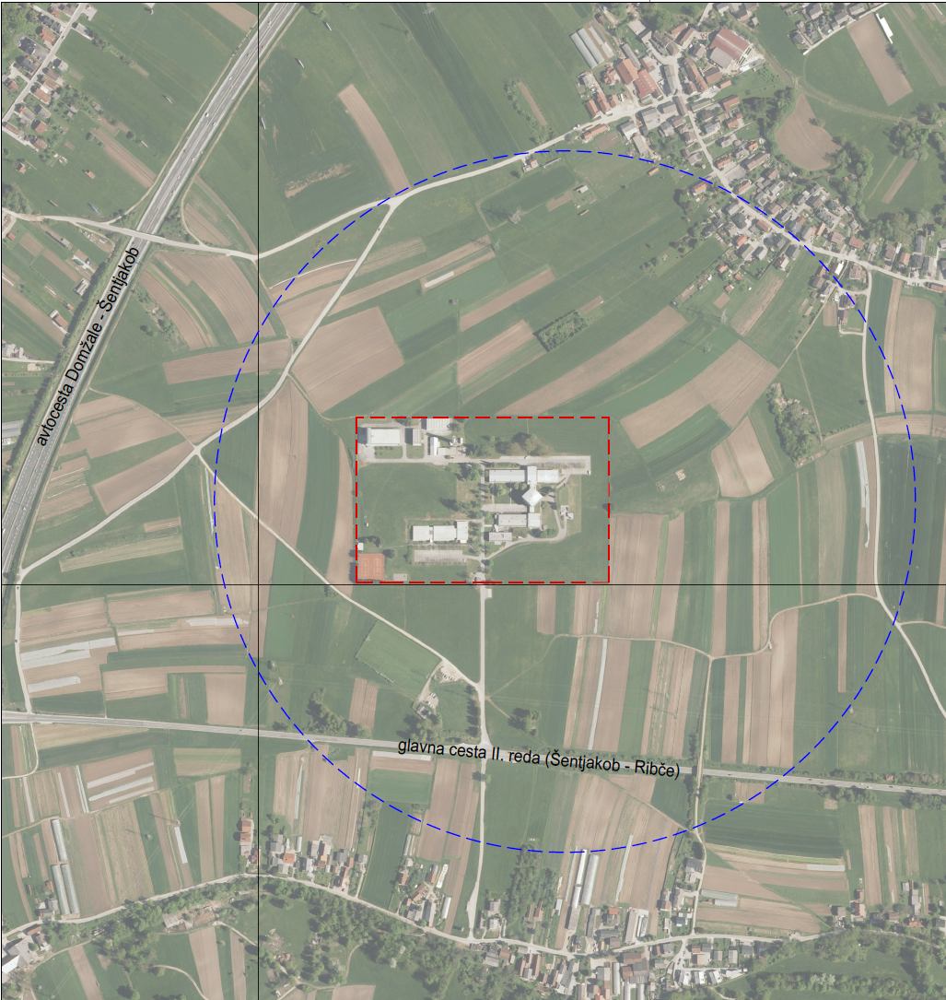 avtocesta Domžale - Šentjakob
glavna cesta II. reda (Šentjakob - Ribče)